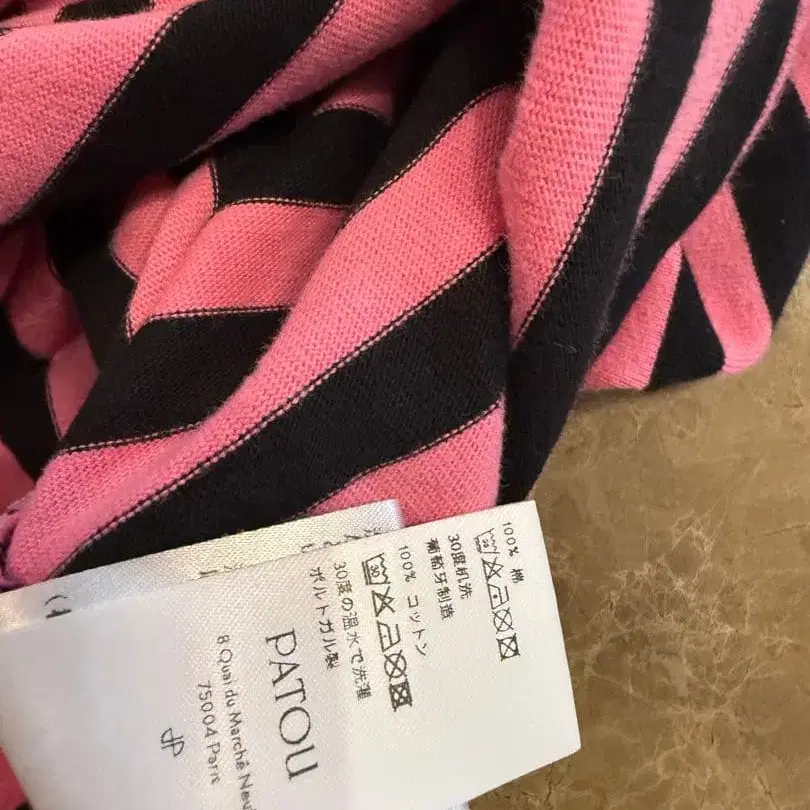 100% 棉
30度机洗
葡萄牙制造
100% コットン
30度の温水で洗濯
ポルトガル製
PATOU
8 Quai du Marché
75004 Paris
JP